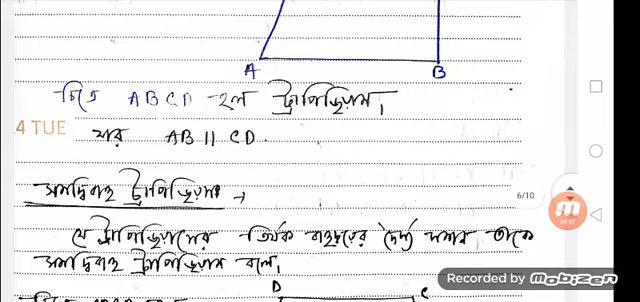 A B
চিত্রে ABCD হল ট্রাপিজিয়াম।
4 TUE যার AB || CD.
সমদ্বিবাহু ট্রাপিজিয়াম →
6/10
যে ট্রাপিজিয়ামের তির্যক বাহুদ্বয়ের দৈর্ঘ্য সমান তাকে
সমদ্বিবাহু ট্রাপিজিয়াম বলে।
RECORDED BY mobizen
D C